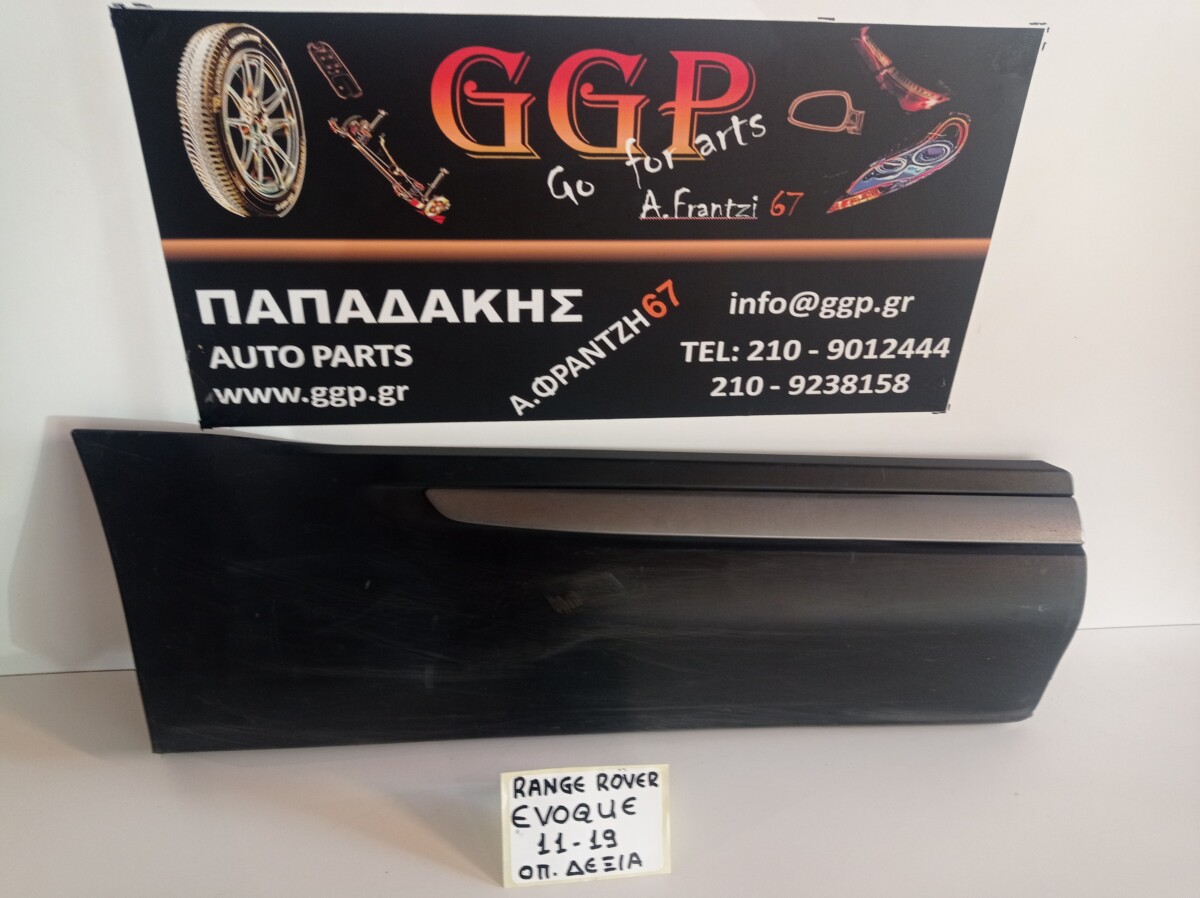 GGP
Go for arts
A.Frantzi 67
ΠΑΠΑΔΑΚΗΣ
AUTO PARTS
www.ggp.gr
Α.ΦΡΑΝΤΖΗ 67
info@ggp.gr
TEL: 210 - 9012444
210 - 9238158
RANGE ROVER
EVOQUE
11-19
ΟΠ. ΔΕΞΙΑ